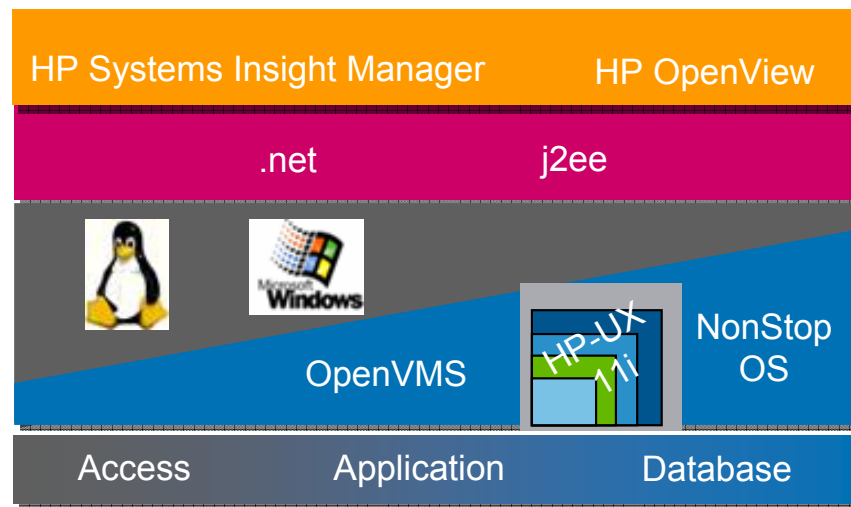 HP Systems Insight Manager HP OpenView
.net j2ee
Microsoft
Windows
HP-UX
11i
NonStop
OS
OpenVMS
Access Application Database